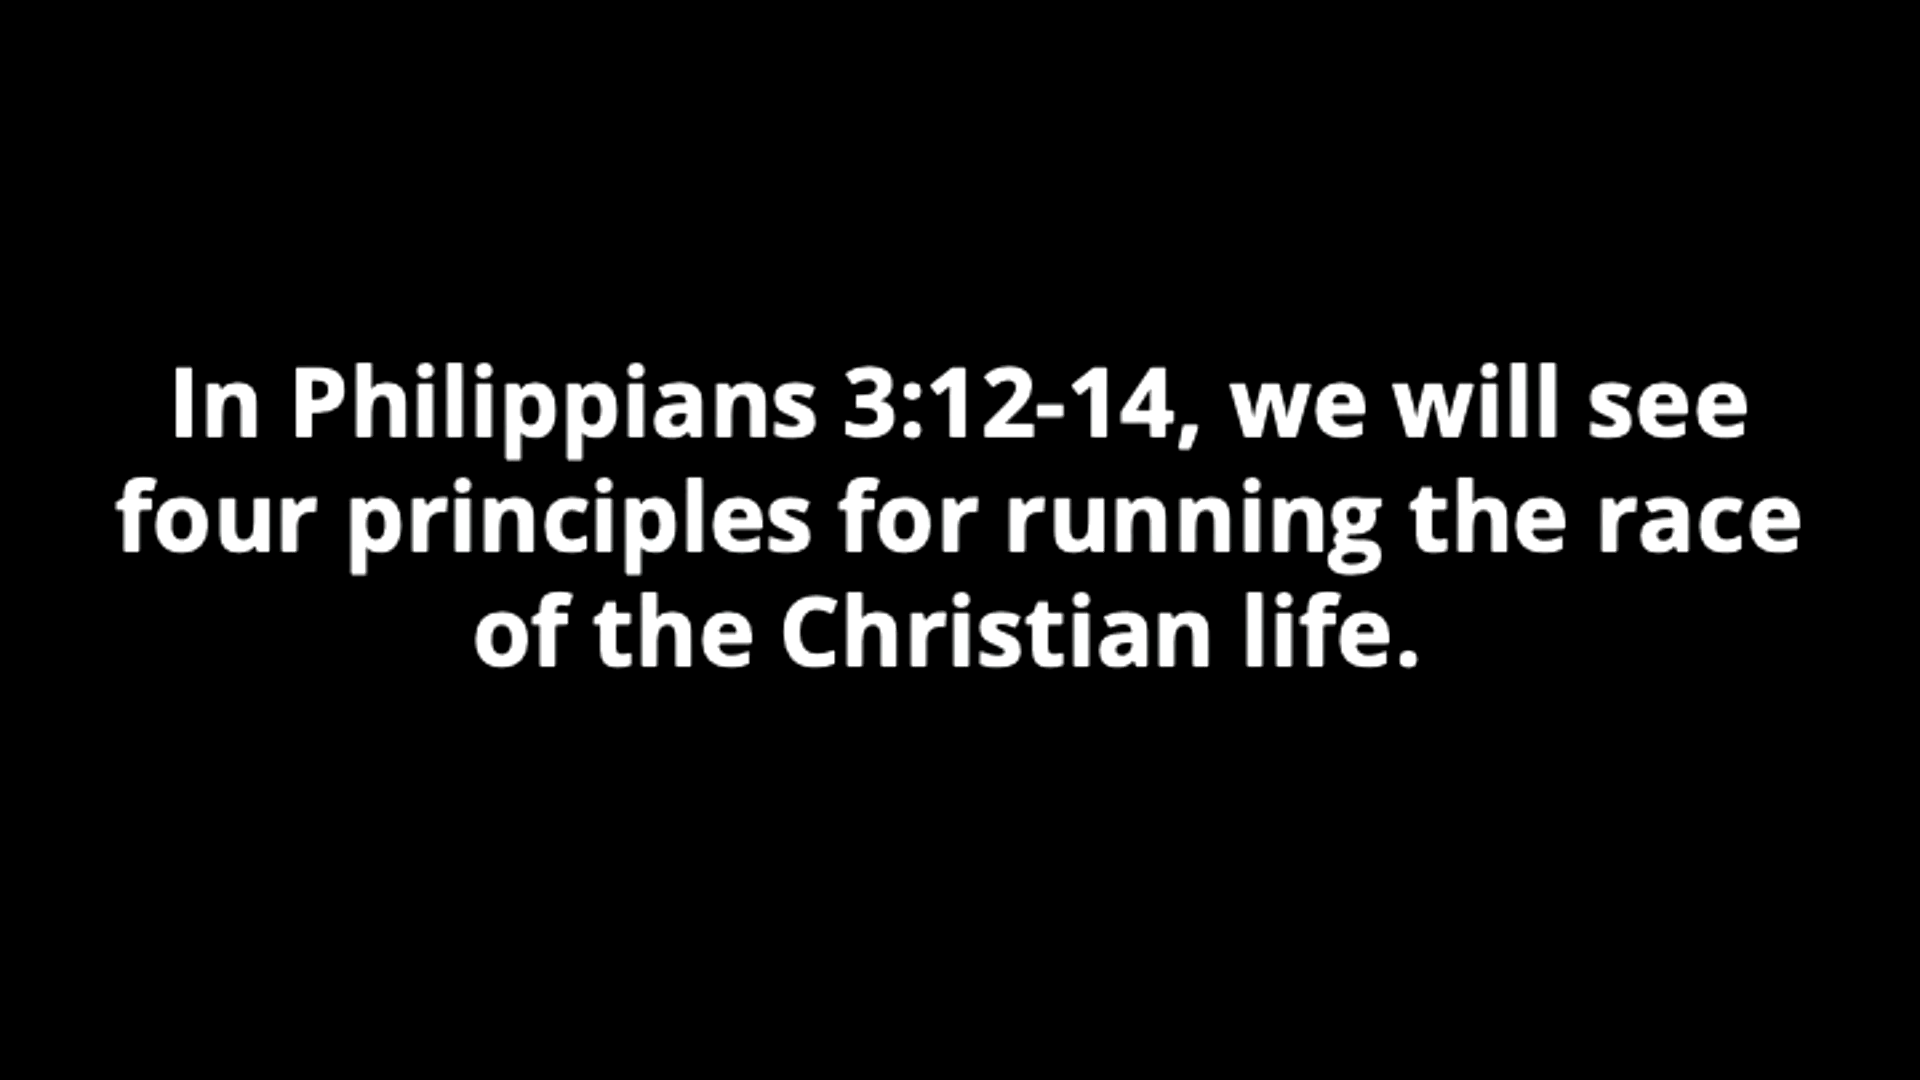 In Philippians 3:12-14, we will see
four principles for running the race
of the Christian life.